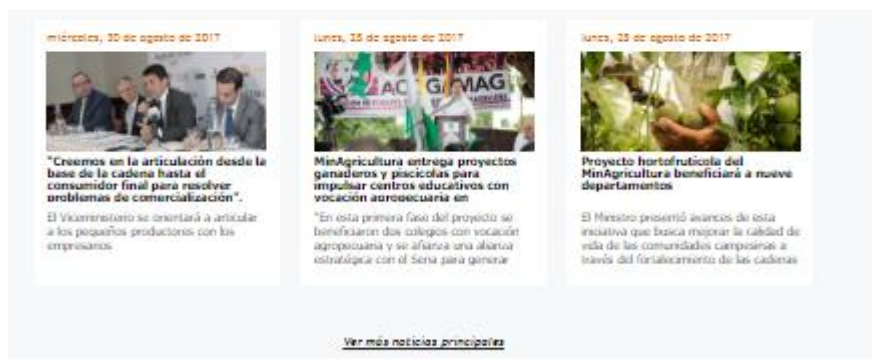 miércoles, 30 de agosto de 2017
"Creemos en la articulación desde la
base de la cadena hasta el
consumidor final para resolver
problemas de comercialización".
El Viceministerio se orientará a articular
a los pequeños productores con los
empresarios
lunes, 28 de agosto de 2017
MinAgricultura entrega proyectos
ganaderos y piscícolas para
impulsar centros educativos con
vocación agropecuaria en
"En esta primera fase del proyecto se
beneficiaron dos colegios con vocación
agropecuaria y se afianza una alianza
estratégica con el Sena para generar
lunes, 28 de agosto de 2017
Proyecto hortofrutícola del
MinAgricultura beneficiará a nueve
departamentos
El Ministro presentó avances de esta
iniciativa que busca mejorar la calidad de
vida de las comunidades campesinas a
través del fortalecimiento de las cadenas
Ver más noticias principales